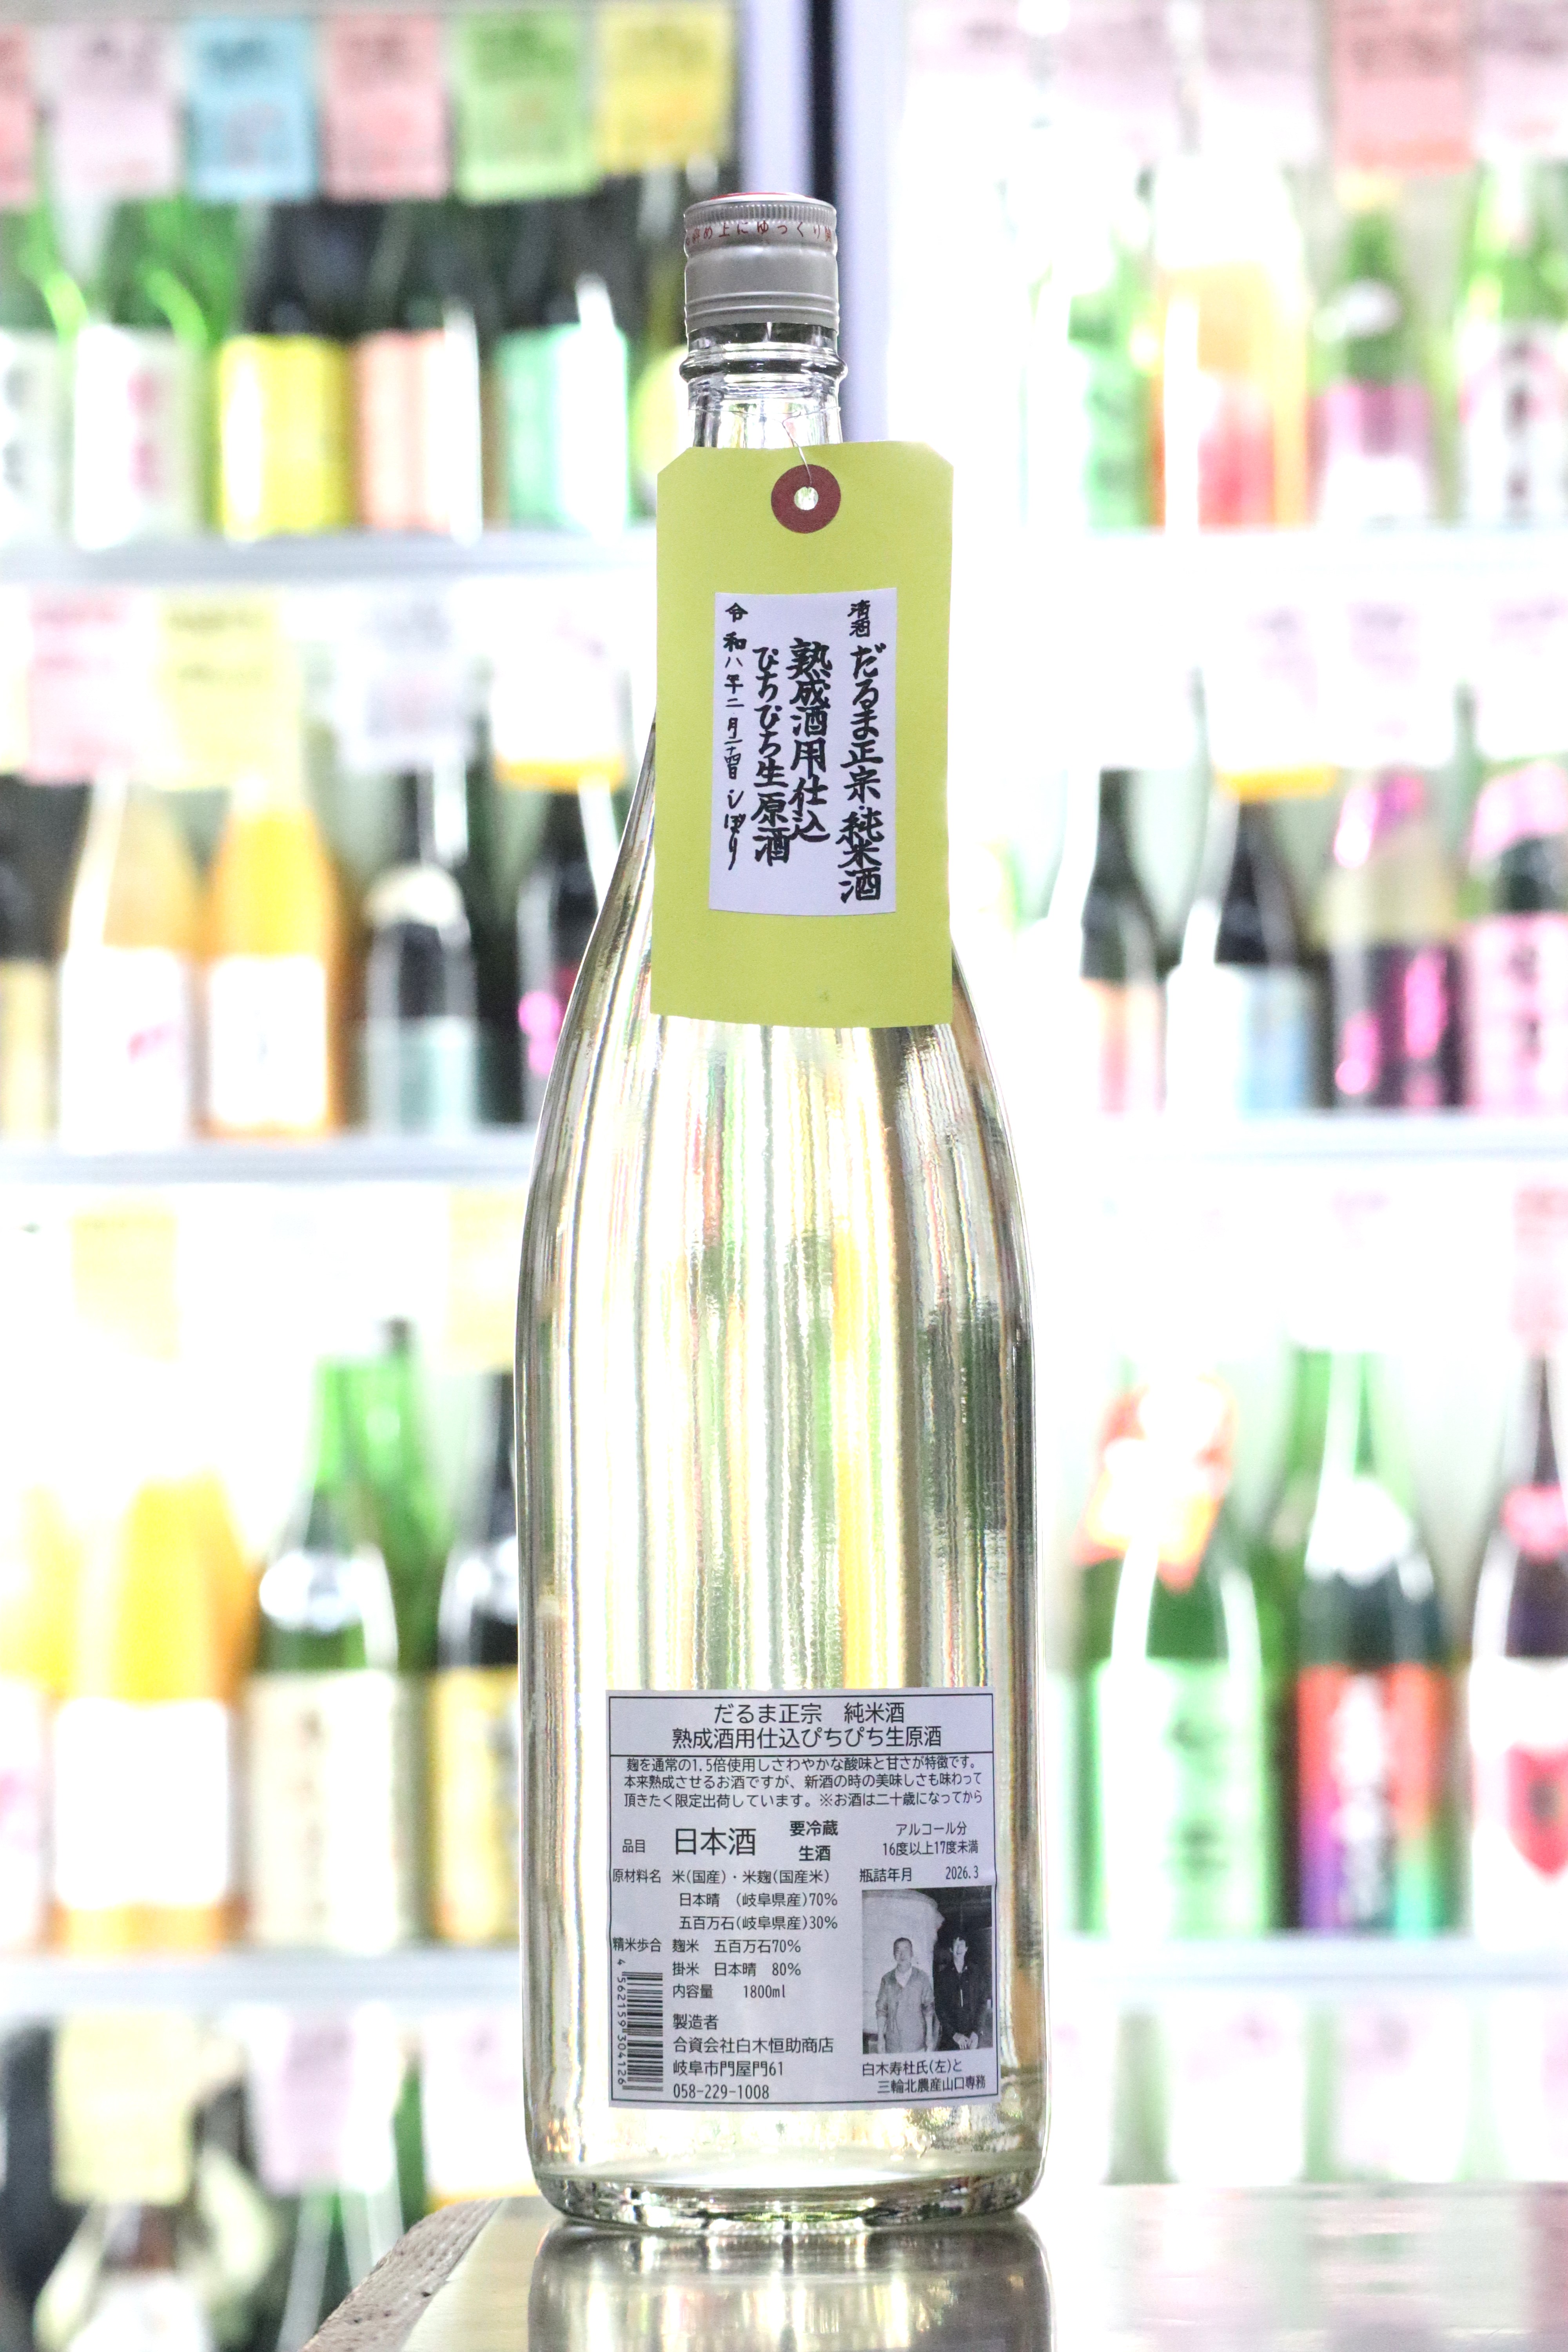 め上にゆっくり
清酒 だるま正宗・純米酒
熟成酒用仕込
ぴちぴち生原酒
令和八年二月二十四日 しぼり
だるま正宗 純米酒
熟成酒用仕込ぴちぴち生原酒
麹を通常の1.5倍使用しさわやかな酸味と甘さが特徴です。
本来熟成させるお酒ですが、新酒の時の美味しさも味わって
頂きたく限定出荷しています。※お酒は二十歳になってから
品目 日本酒 要冷蔵 生酒
アルコール分
16度以上17度未満
原材料名 米(国産)・米麹(国産米)
瓶詰年月 2026.3
日本晴 (岐阜県産)70%
五百万石(岐阜県産)30%
精米歩合 麹米 五百万石70%
掛米 日本晴 80%
内容量 1800ml
製造者
合資会社白木恒助商店
岐阜市門屋門61
058-229-1008
4 562159 304126
白木寿杜氏(左)と
三輪北農産山口専務